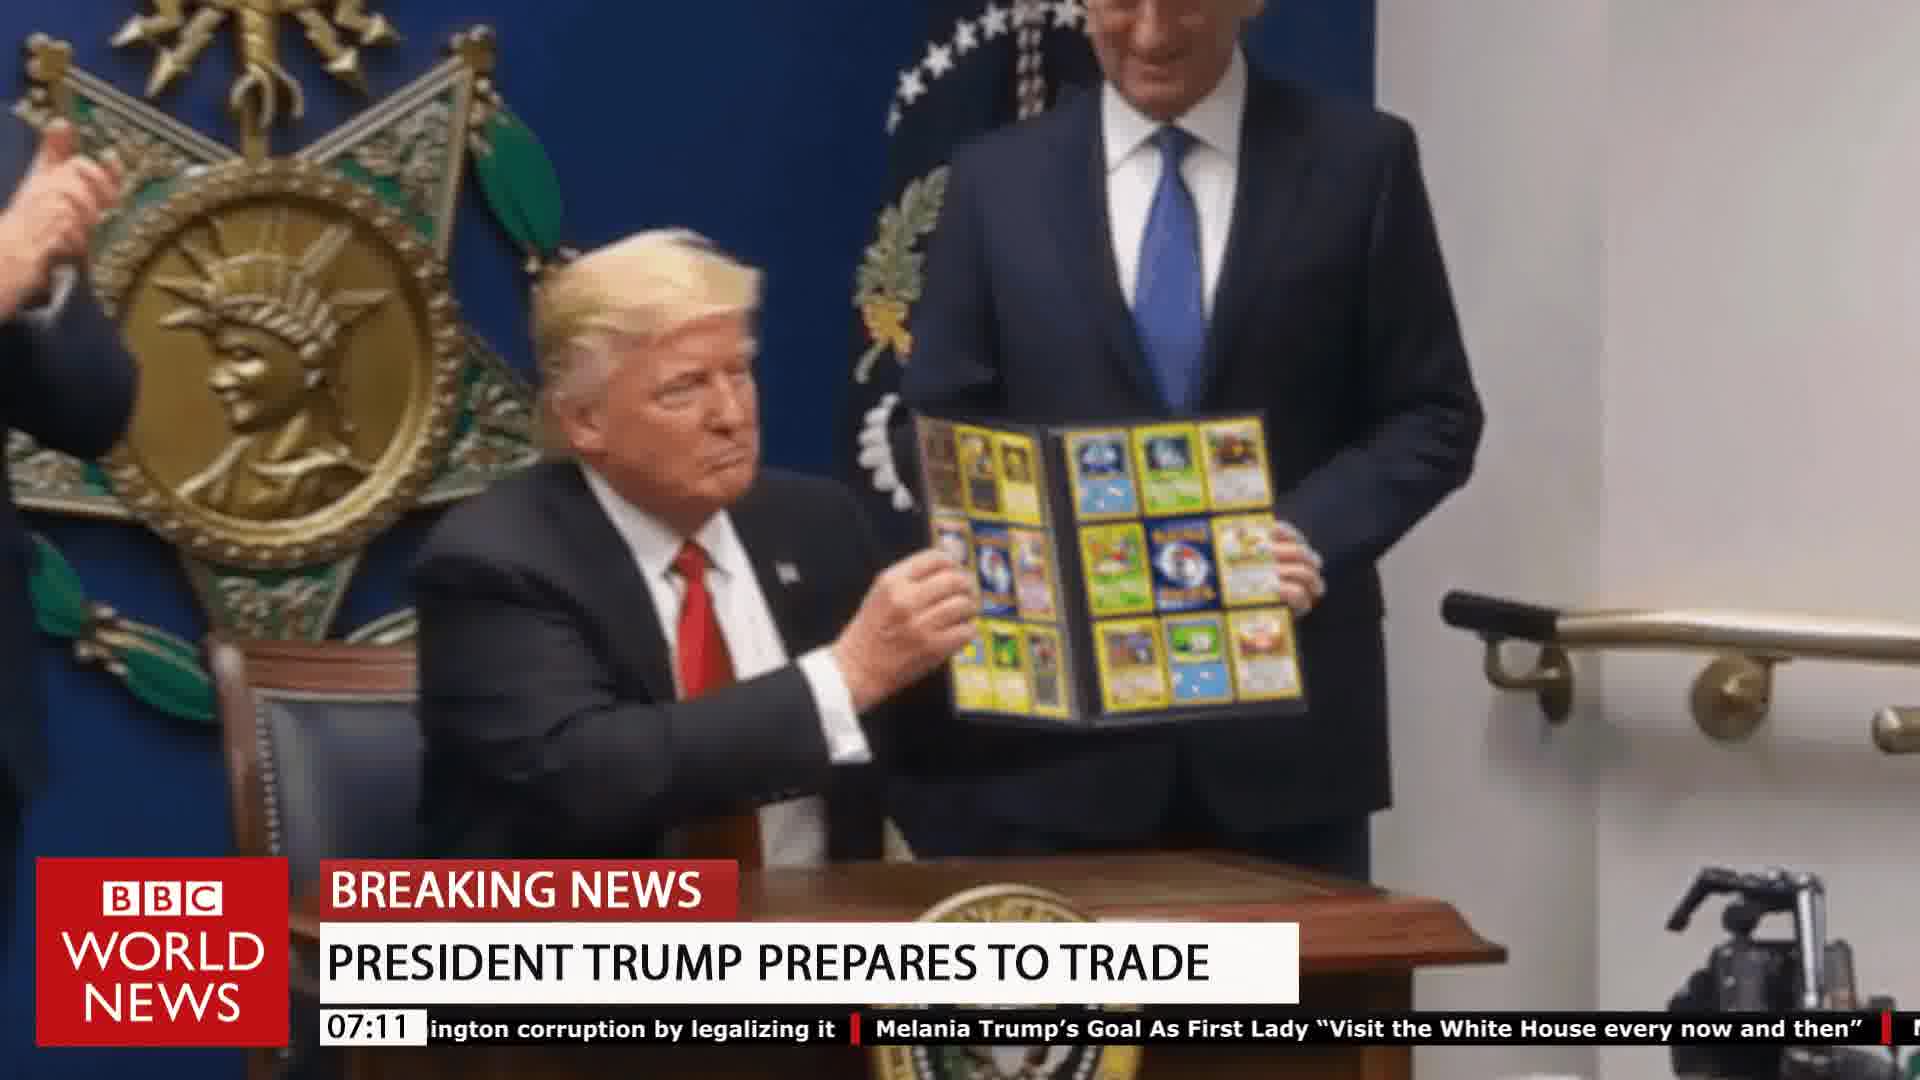 BREAKING NEWS
PRESIDENT TRUMP PREPARES TO TRADE
BBC
WORLD
NEWS
07:11 ington corruption by legalizing it | Melania Trump’s Goal As First Lady “Visit the White House every now and then” |